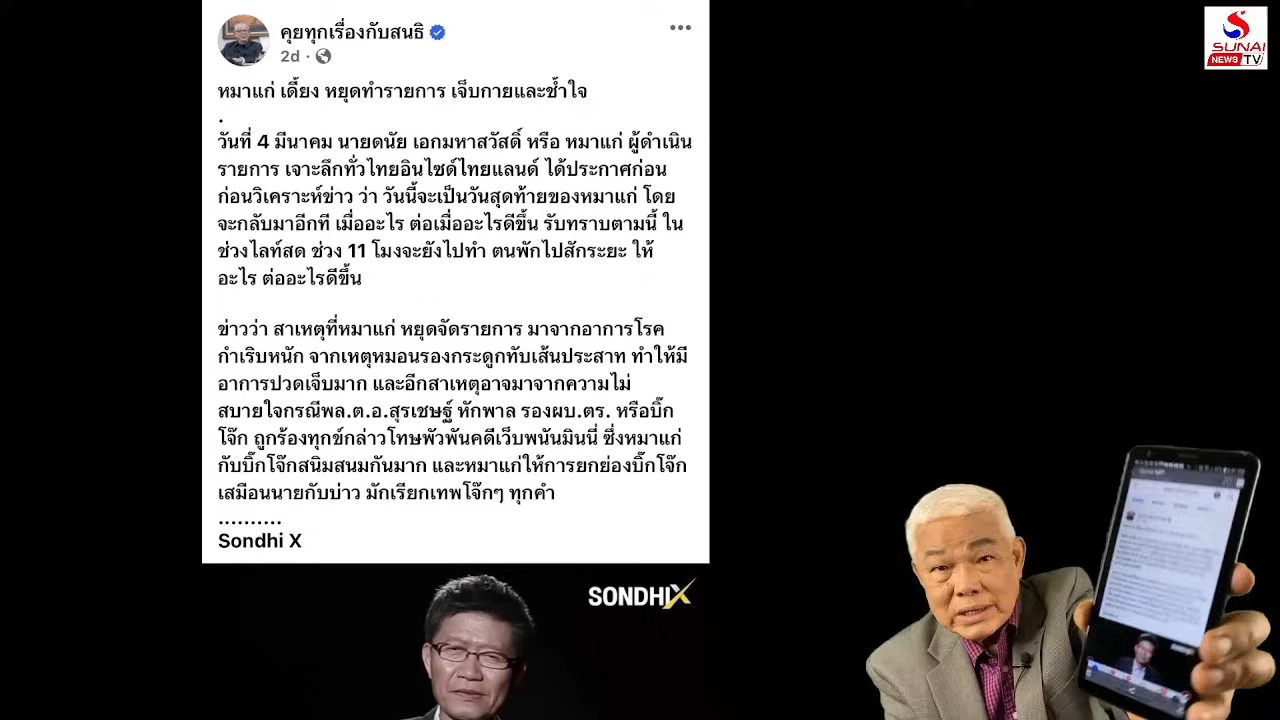 คุยทุกเรื่องกับสนธิ
2d
หมาแก่ เดี้ยง หยุดทำรายการ เจ็บกายและช้ำใจ
.
วันที่ 4 มีนาคม นายดนัย เอกมหาสวัสดิ์ หรือ หมาแก่ ผู้ดำเนิน
รายการ เจาะลึกทั่วไทยอินไซด์ไทยแลนด์ ได้ประกาศก่อน
ก่อนวิเคราะห์ข่าว ว่า วันนี้จะเป็นวันสุดท้ายของหมาแก่ โดย
จะกลับมาอีกที เมื่ออะไร ต่อเมื่ออะไรดีขึ้น รับทราบตามนี้ ใน
ช่วงไลท์สด ช่วง 11 โมงจะยังไปทำ ตนพักไปสักระยะ ให้
อะไร ต่ออะไรดีขึ้น
ข่าวว่า สาเหตุที่หมาแก่ หยุดจัดรายการ มาจากอาการโรค
กำเริบหนัก จากเหตุหมอนรองกระดูกทับเส้นประสาท ทำให้มี
อาการปวดเจ็บมาก และอีกสาเหตุอาจมาจากความไม่
สบายใจกรณีพล.ต.อ.สุรเชษฐ์ หักพาล รองผบ.ตร. หรือบิ๊ก
โจ๊ก ถูกร้องทุกข์กล่าวโทษพัวพันคดีเว็บพนันมินนี่ ซึ่งหมาแก่
กับบิ๊กโจ๊กสนิมสนมกันมาก และหมาแก่ให้การยกย่องบิ๊กโจ๊ก
เสมือนนายกับบ่าว มักเรียกเทพโจ๊กๆ ทุกคำ
..........
Sondhi X
SONDHIX
SUNAI
NEWS TV